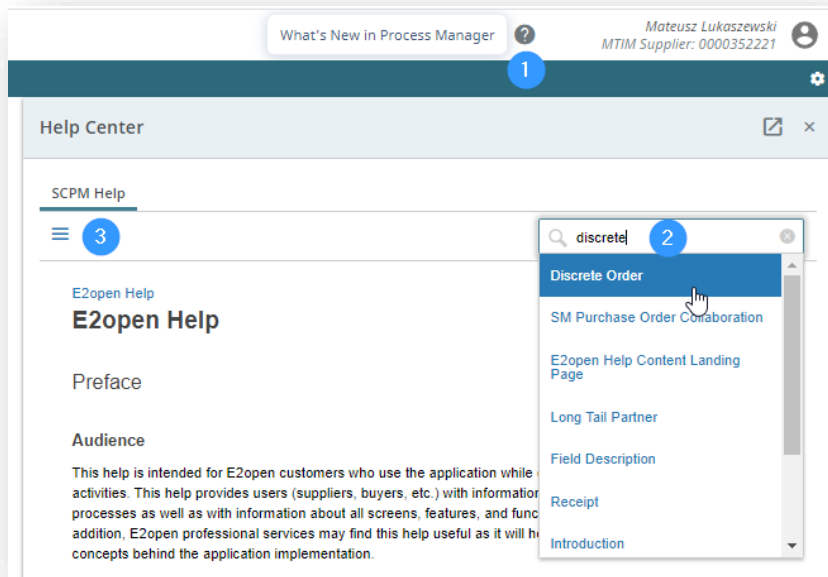 What's New in Process Manager
?
Mateusz Lukaszewski
MTIM Supplier: 0000352221
1
Help Center
SCPM Help
3
discrete
2
Discrete Order
SM Purchase Order Collaboration
E2open Help Content Landing
Page
Long Tail Partner
Field Description
Receipt
Introduction
E2open Help
E2open Help
Preface
Audience
This help is intended for E2open customers who use the application while
activities. This help provides users (suppliers, buyers, etc.) with information
processes as well as with information about all screens, features, and func
addition, E2open professional services may find this help useful as it will he
concepts behind the application implementation.